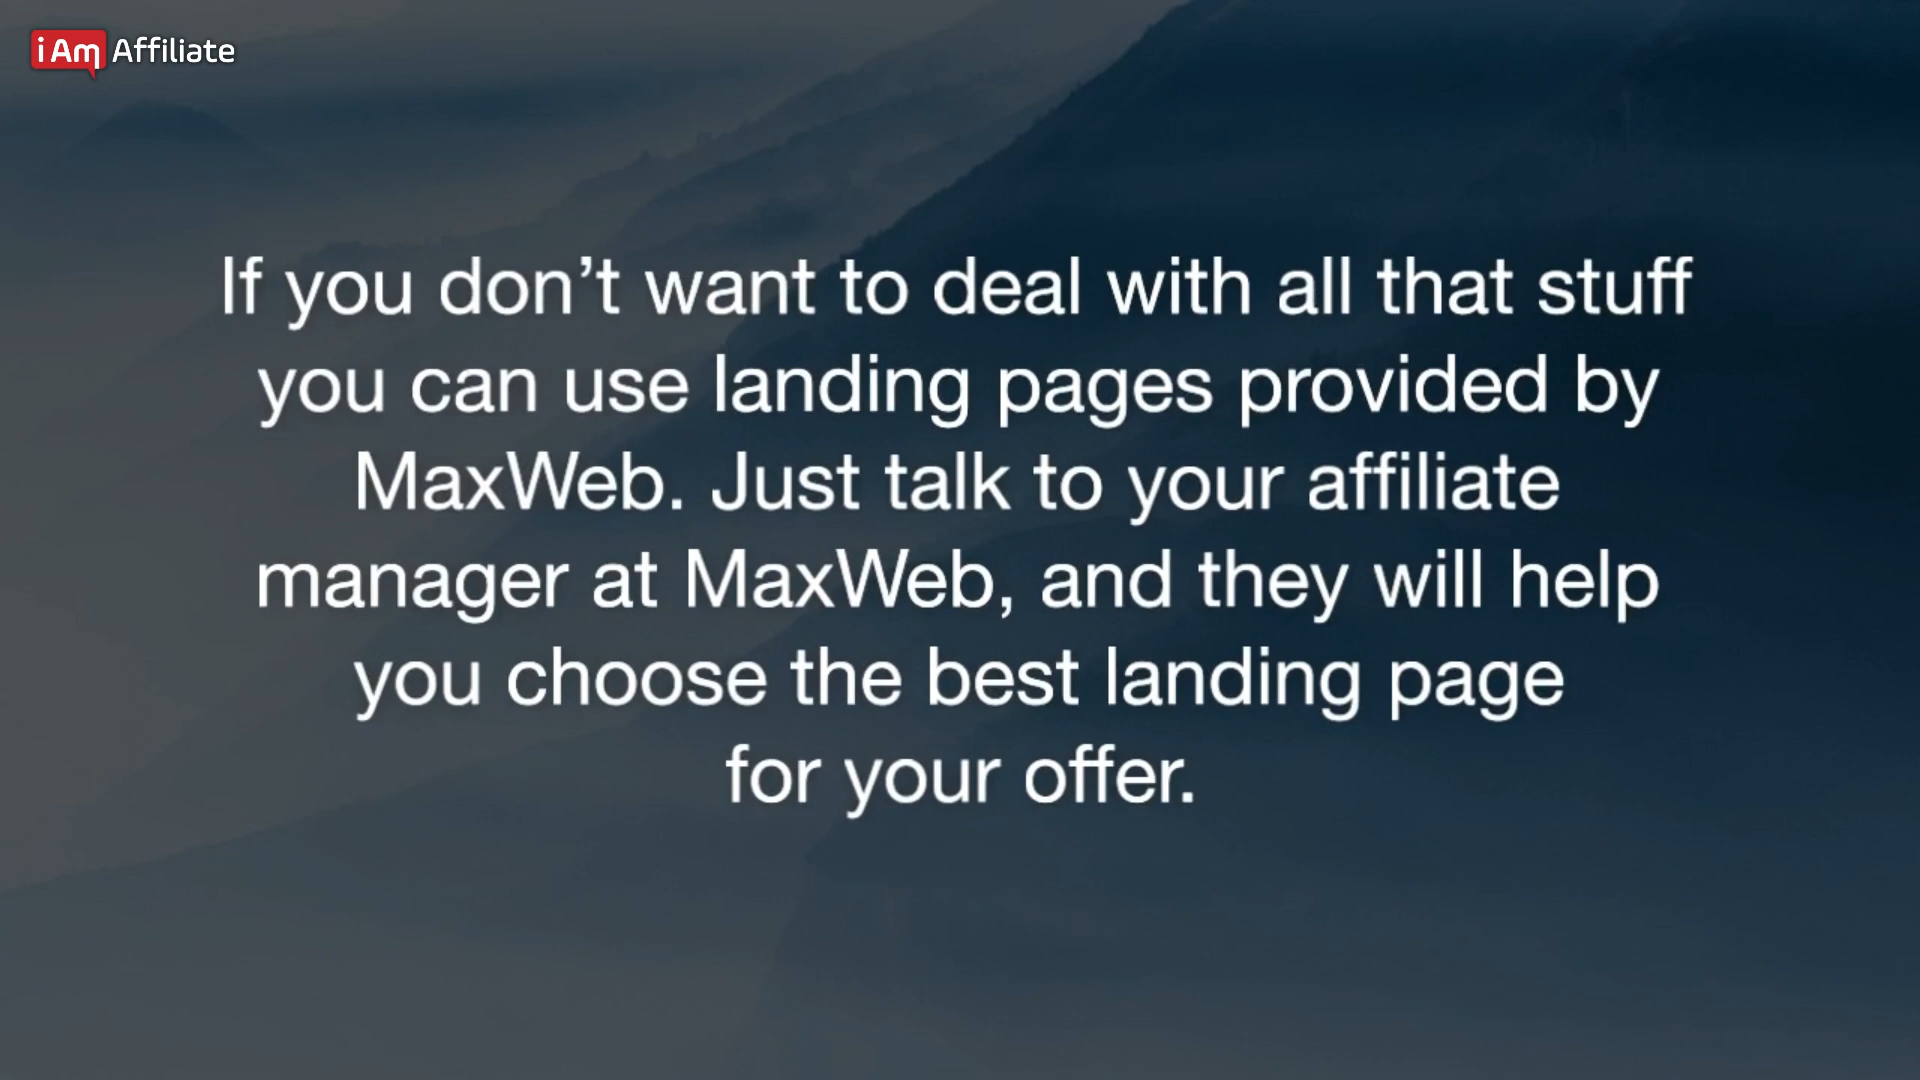 i Am Affiliate
If you don’t want to deal with all that stuff
you can use landing pages provided by
MaxWeb. Just talk to your affiliate
manager at MaxWeb, and they will help
you choose the best landing page
for your offer.